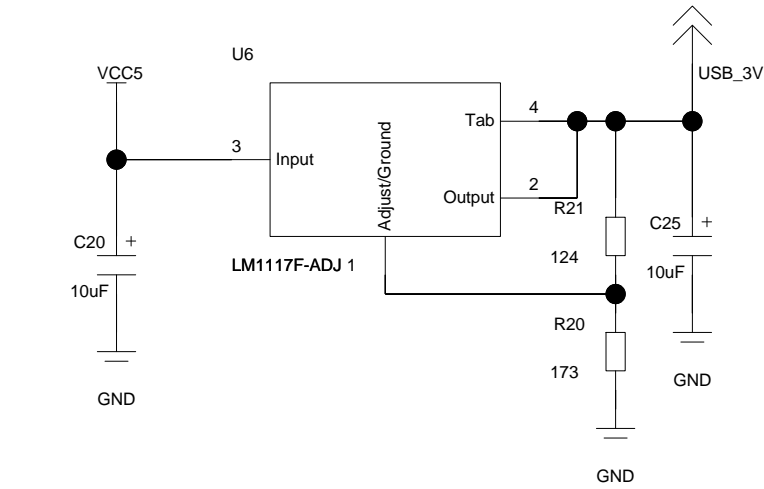 U6
VCC5
USB_3V
4
Tab
3
Input
Adjust/Ground
2
Output
R21
C25 +
C20 +
LM1117F-ADJ 1
124
10uF
10uF
R20
173
GND
GND
GND